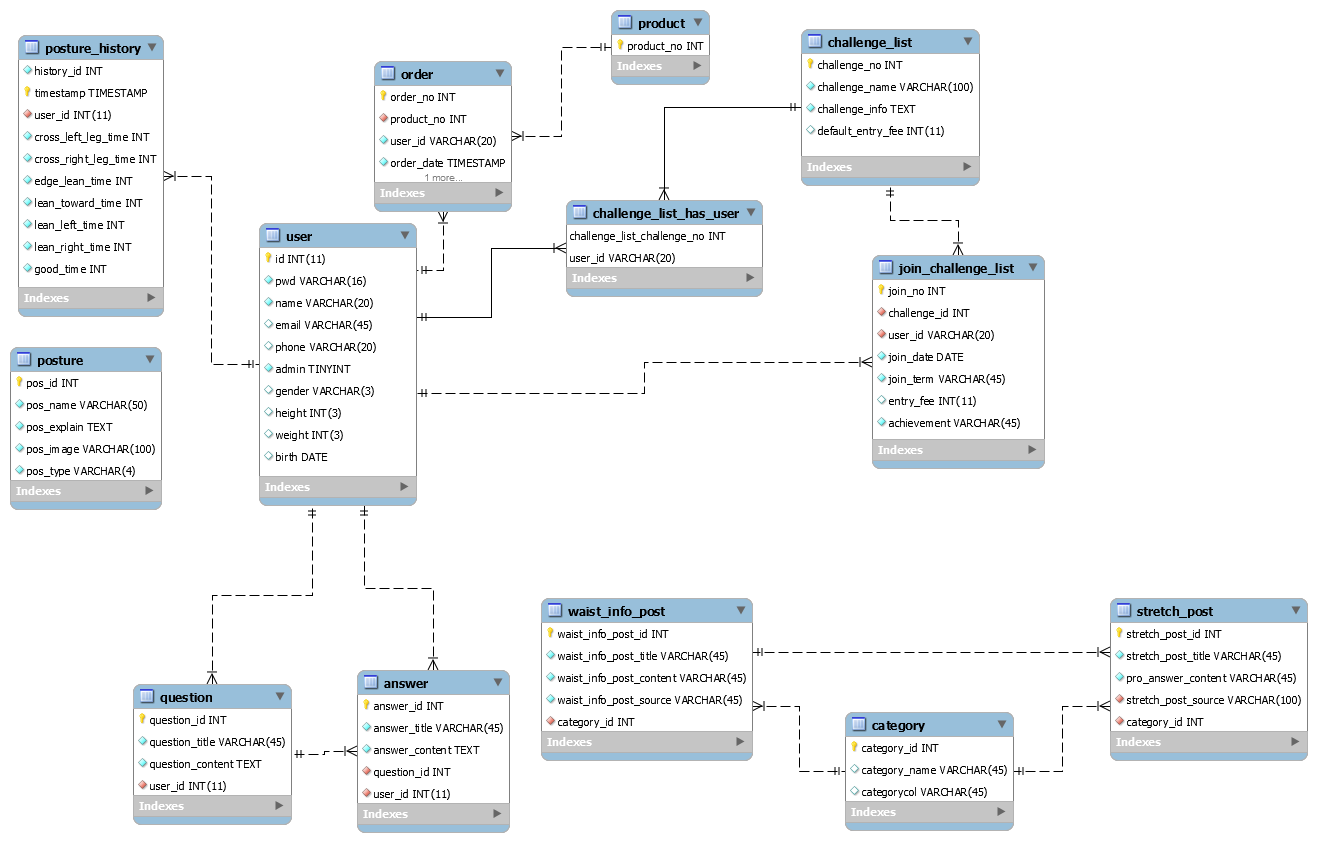 product
product_no INT
Indexes
challenge_list
challenge_no INT
challenge_name VARCHAR(100)
challenge_info TEXT
default_entry_fee INT(11)
Indexes
posture_history
history_id INT
timestamp TIMESTAMP
user_id INT(11)
cross_left_leg_time INT
cross_right_leg_time INT
edge_lean_time INT
lean_toward_time INT
lean_left_time INT
lean_right_time INT
good_time INT
Indexes
order
order_no INT
product_no INT
user_id VARCHAR(20)
order_date TIMESTAMP
1 more...
Indexes
challenge_list_has_user
challenge_list_challenge_no INT
user_id VARCHAR(20)
Indexes
user
id INT(11)
pwd VARCHAR(16)
name VARCHAR(20)
email VARCHAR(45)
phone VARCHAR(20)
admin TINYINT
gender VARCHAR(3)
height INT(3)
weight INT(3)
birth DATE
Indexes
join_challenge_list
join_no INT
challenge_id INT
user_id VARCHAR(20)
join_date DATE
join_term VARCHAR(45)
entry_fee INT(11)
achievement VARCHAR(45)
Indexes
posture
pos_id INT
pos_name VARCHAR(50)
pos_explain TEXT
pos_image VARCHAR(100)
pos_type VARCHAR(4)
Indexes
waist_info_post
waist_info_post_id INT
waist_info_post_title VARCHAR(45)
waist_info_post_content VARCHAR(45)
waist_info_post_source VARCHAR(45)
category_id INT
Indexes
stretch_post
stretch_post_id INT
stretch_post_title VARCHAR(45)
pro_answer_content VARCHAR(45)
stretch_post_source VARCHAR(100)
category_id INT
Indexes
question
question_id INT
question_title VARCHAR(45)
question_content TEXT
user_id INT(11)
Indexes
answer
answer_id INT
answer_title VARCHAR(45)
answer_content TEXT
question_id INT
user_id INT(11)
Indexes
category
category_id INT
category_name VARCHAR(45)
categorycol VARCHAR(45)
Indexes